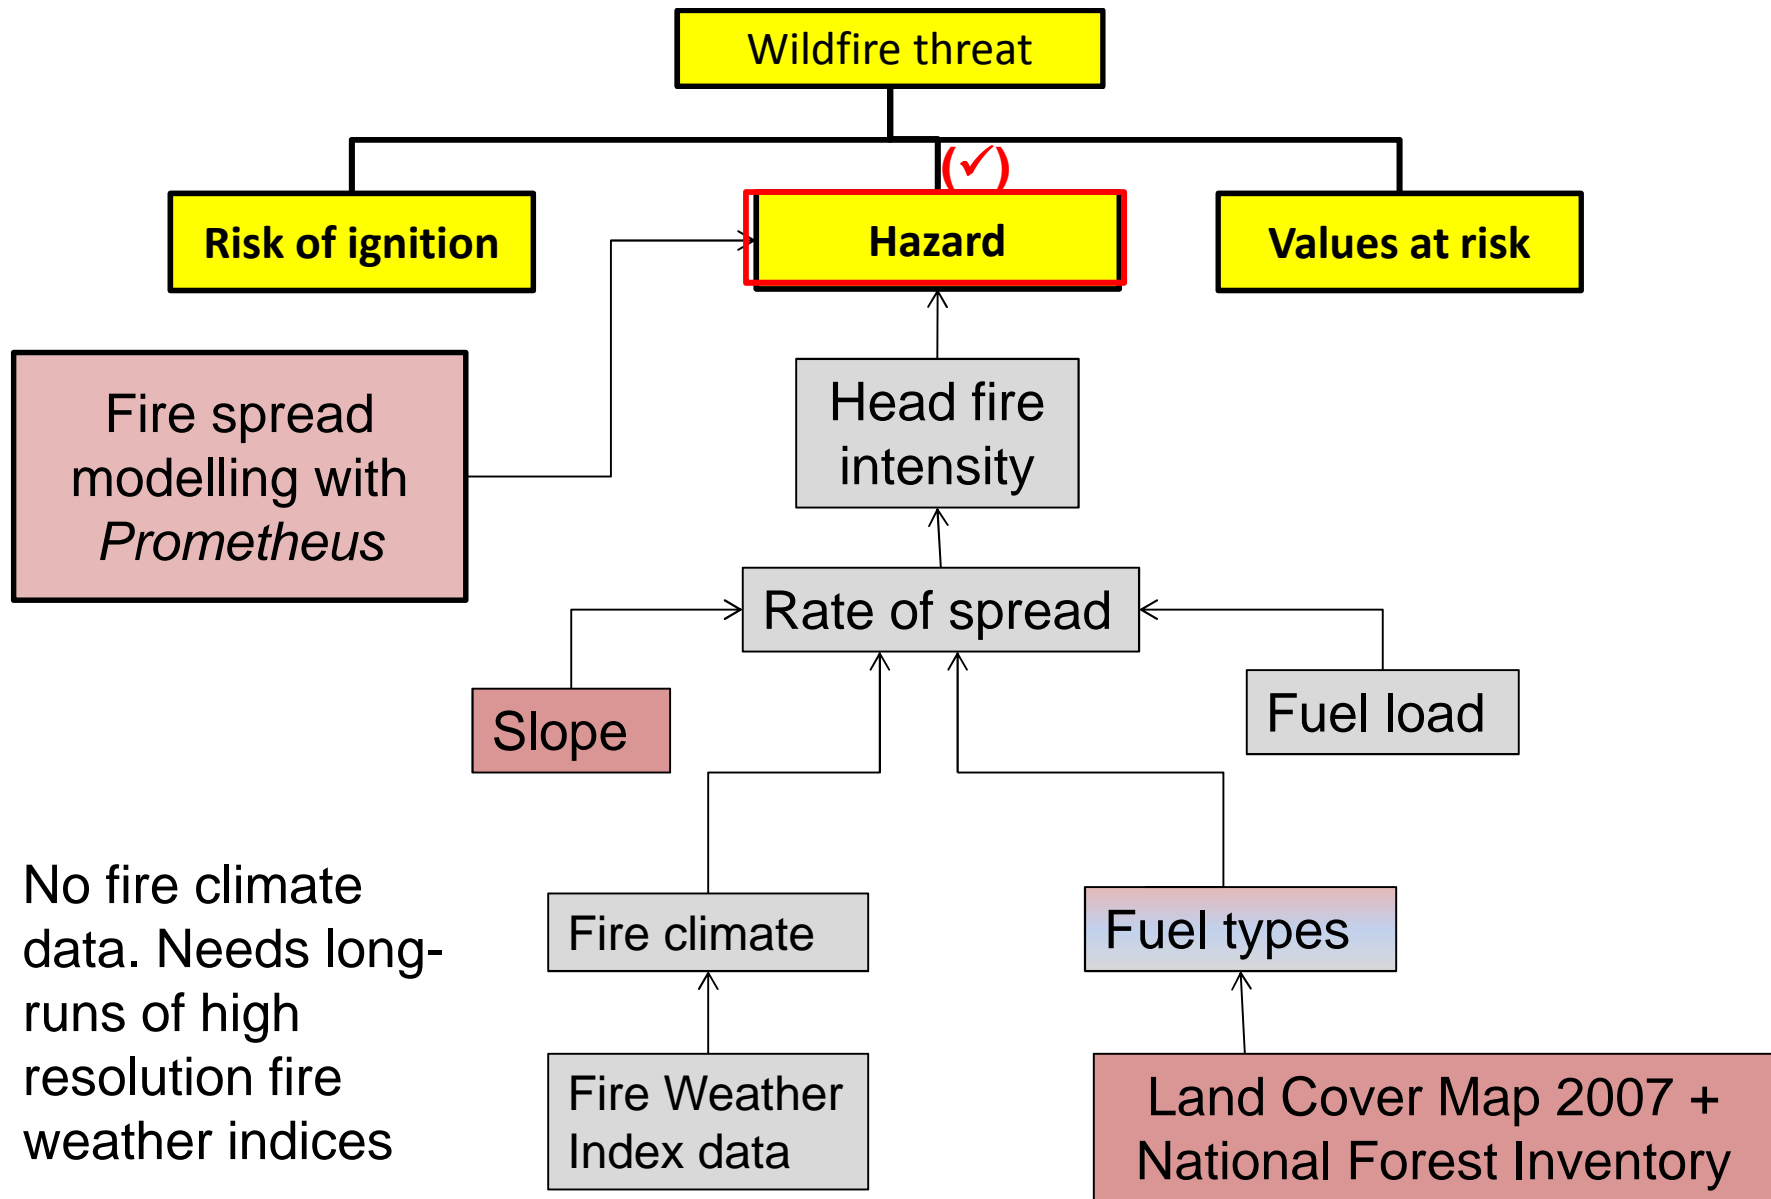 Wildfire threat
(✓)
Risk of ignition
Hazard
Values at risk
Fire spread
modelling with
Prometheus
Head fire
intensity
Rate of spread
Slope
Fuel load
No fire climate
data. Needs long-
runs of high
resolution fire
weather indices
Fire climate
Fuel types
Fire Weather
Index data
Land Cover Map 2007 +
National Forest Inventory